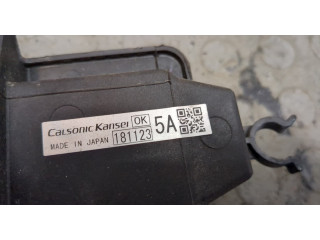 Calsonic Kansei OK
MADE IN JAPAN 181123
5A